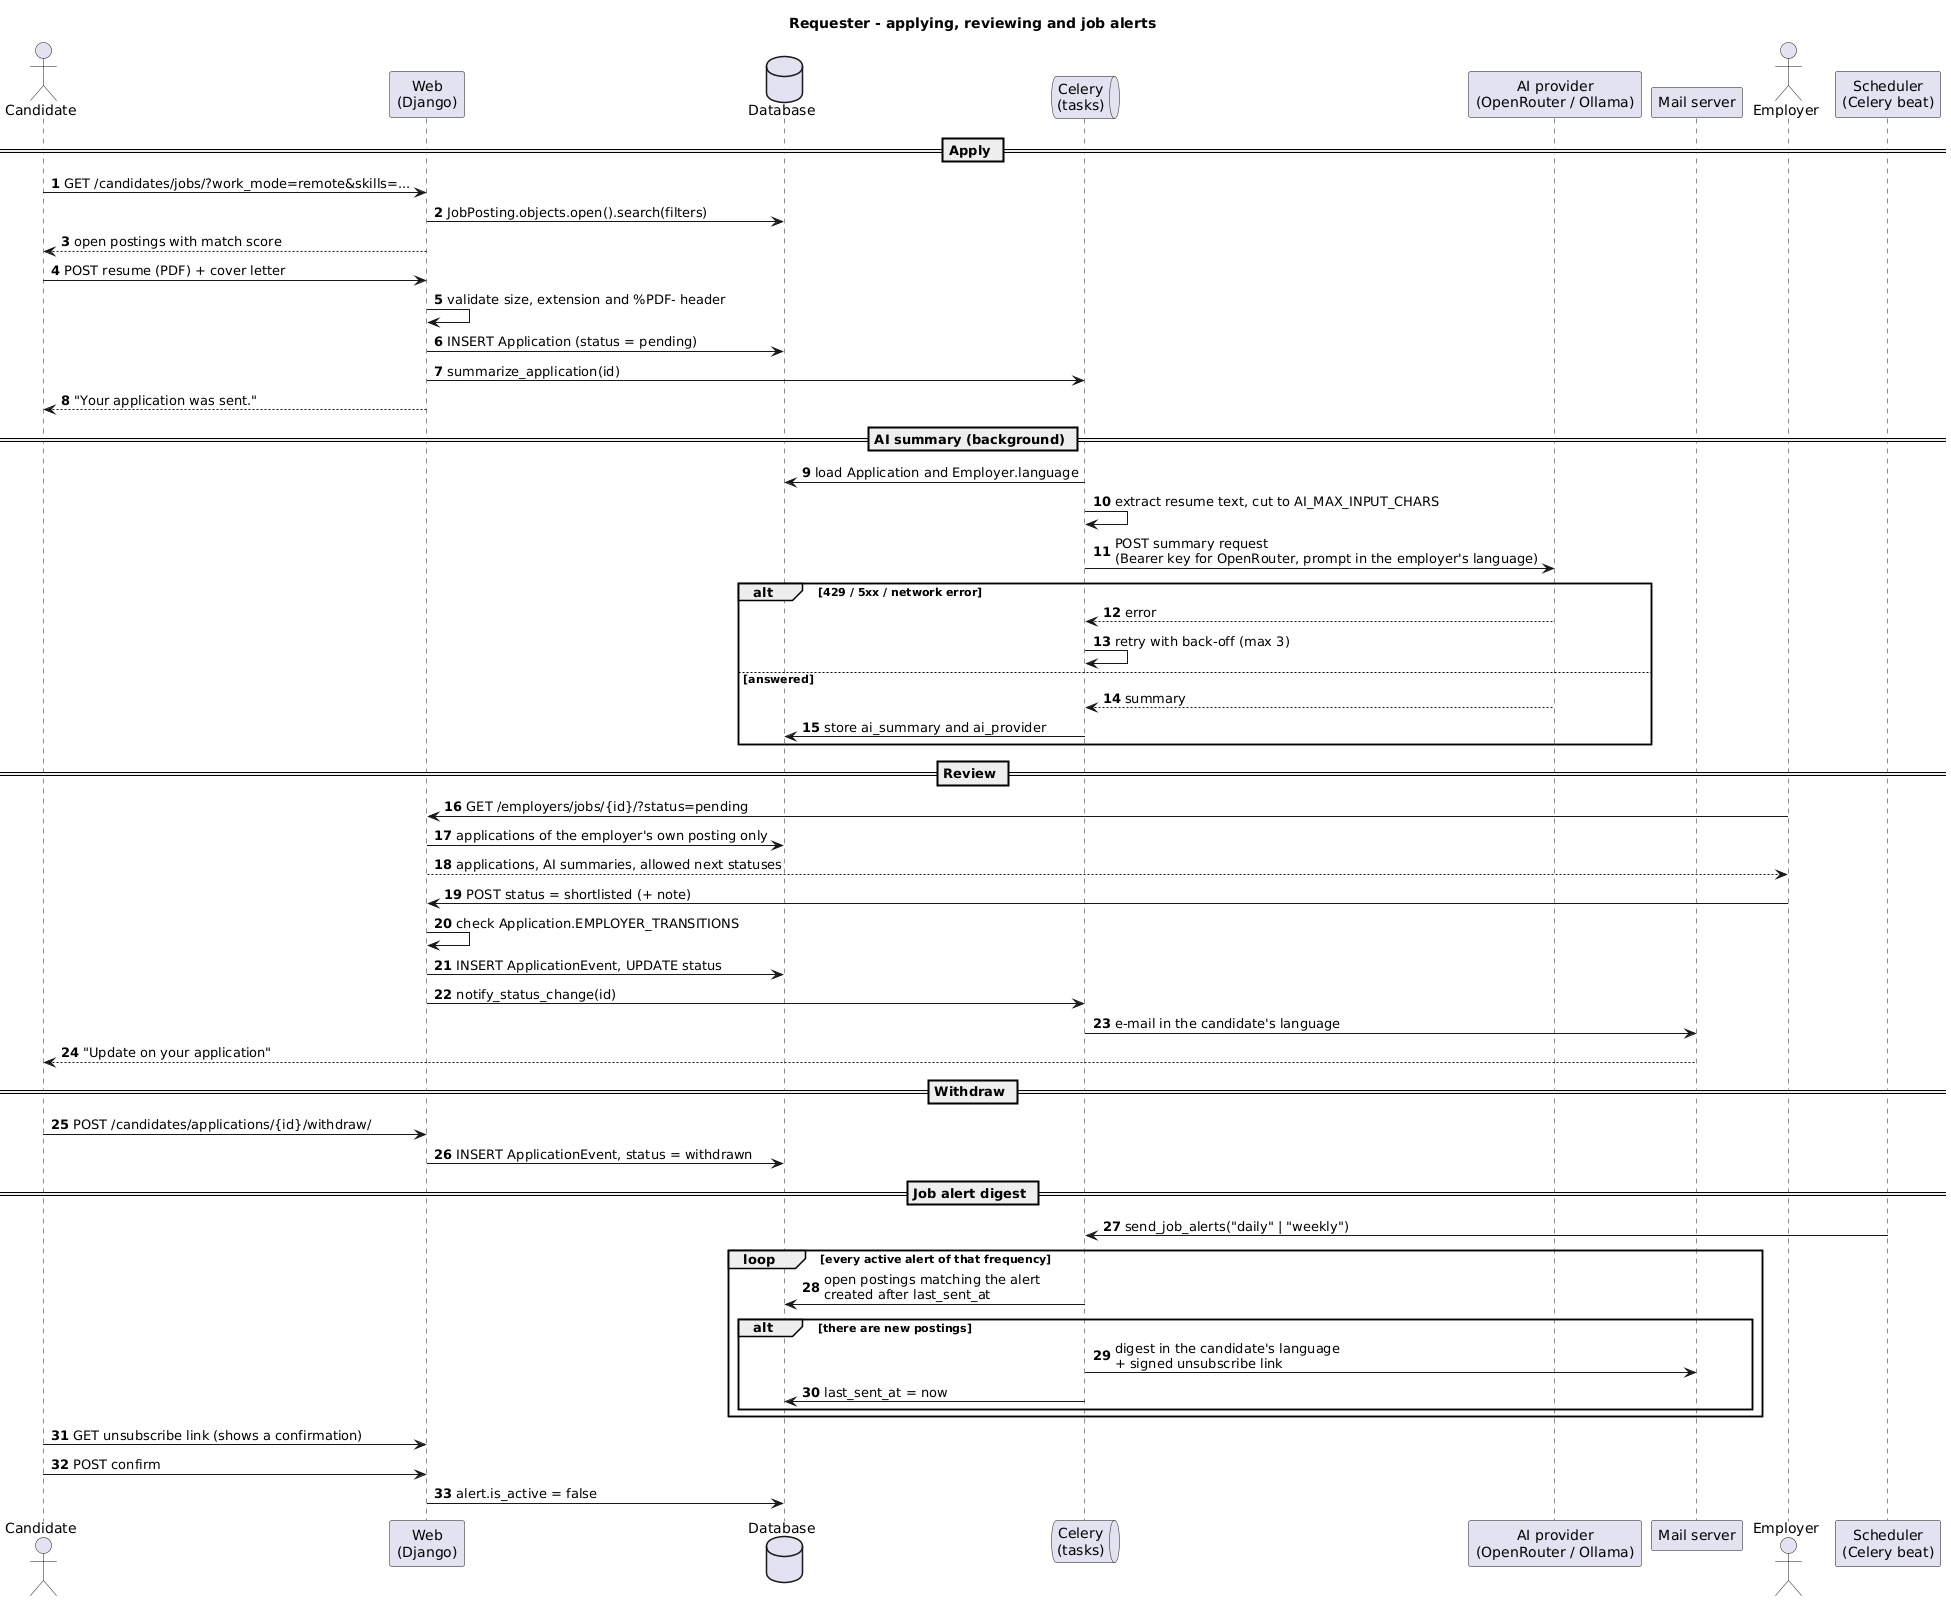 Requester - applying, reviewing and job alerts
Candidate
Web
(Django)
Database
Celery
(tasks)
AI provider
(OpenRouter / Ollama)
Mail server
Employer
Scheduler
(Celery beat)
Apply
1 GET /candidates/jobs/?work_mode=remote&skills=...
2 JobPosting.objects.open().search(filters)
3 open postings with match score
4 POST resume (PDF) + cover letter
5 validate size, extension and %PDF- header
6 INSERT Application (status = pending)
7 summarize_application(id)
8 "Your application was sent."
AI summary (background)
9 load Application and Employer.language
10 extract resume text, cut to AI_MAX_INPUT_CHARS
11 POST summary request
(Bearer key for OpenRouter, prompt in the employer's language)
alt [429 / 5xx / network error]
12 error
13 retry with back-off (max 3)
[answered]
14 summary
15 store ai_summary and ai_provider
Review
16 GET /employers/jobs/{id}/?status=pending
17 applications of the employer's own posting only
18 applications, AI summaries, allowed next statuses
19 POST status = shortlisted (+ note)
20 check Application.EMPLOYER_TRANSITIONS
21 INSERT ApplicationEvent, UPDATE status
22 notify_status_change(id)
23 e-mail in the candidate's language
24 "Update on your application"
Withdraw
25 POST /candidates/applications/{id}/withdraw/
26 INSERT ApplicationEvent, status = withdrawn
Job alert digest
27 send_job_alerts("daily" | "weekly")
loop [every active alert of that frequency]
28 open postings matching the alert
created after last_sent_at
alt [there are new postings]
29 digest in the candidate's language
+ signed unsubscribe link
30 last_sent_at = now
31 GET unsubscribe link (shows a confirmation)
32 POST confirm
33 alert.is_active = false
Candidate
Web
(Django)
Database
Celery
(tasks)
AI provider
(OpenRouter / Ollama)
Mail server
Employer
Scheduler
(Celery beat)